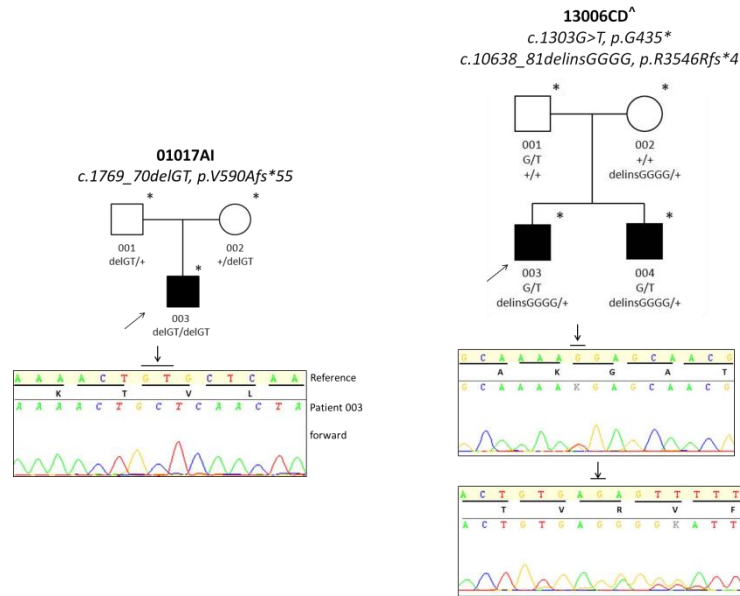 01017AI
c.1769_70delGT, p.V590Afs*55
* *
001
delGT/+
002
+/delGT
*
003
delGT/delGT
A A A A C T G T G C T C A A
K T V L
A A A A C T G C T C A A C T A
Reference
Patient 003
forward
13006CD^
c.1303G>T, p.G435*
c.10638_81delinsGGGG, p.R3546Rfs*4
* *
001
G/T
+/+
002
+/+
delinsGGGG/+
* *
003
G/T
delinsGGGG/+
004
G/T
delinsGGGG/+
G C A A A A G G A G C A A C G
A K G A T
G C A A A A K G A G C A A C G
A C T G T G A G A G T T T T T
T V R V F
A C T G T G A G G G G K A T T